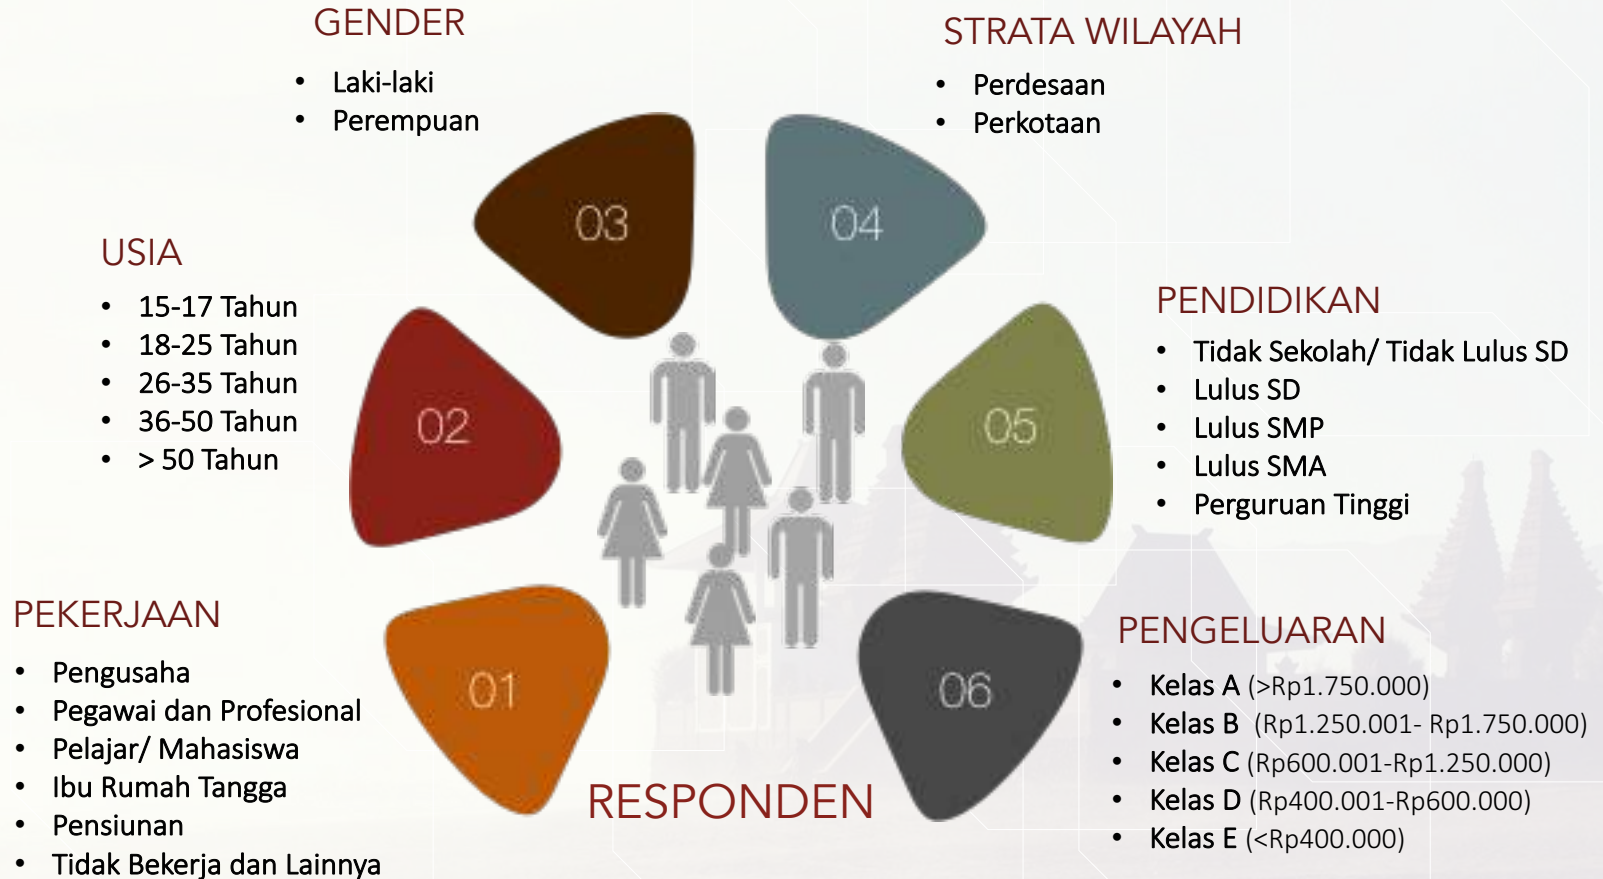 GENDER
• Laki-laki
• Perempuan
STRATA WILAYAH
• Perdesaan
• Perkotaan
03
04
USIA
• 15-17 Tahun
• 18-25 Tahun
• 26-35 Tahun
• 36-50 Tahun
• > 50 Tahun
02
05
PENDIDIKAN
• Tidak Sekolah/ Tidak Lulus SD
• Lulus SD
• Lulus SMP
• Lulus SMA
• Perguruan Tinggi
PEKERJAAN
• Pengusaha
• Pegawai dan Profesional
• Pelajar/ Mahasiswa
• Ibu Rumah Tangga
• Pensiunan
• Tidak Bekerja dan Lainnya
01
06
RESPONDEN
PENGELUARAN
• Kelas A (>Rp1.750.000)
• Kelas B (Rp1.250.001- Rp1.750.000)
• Kelas C (Rp600.001-Rp1.250.000)
• Kelas D (Rp400.001-Rp600.000)
• Kelas E (<Rp400.000)